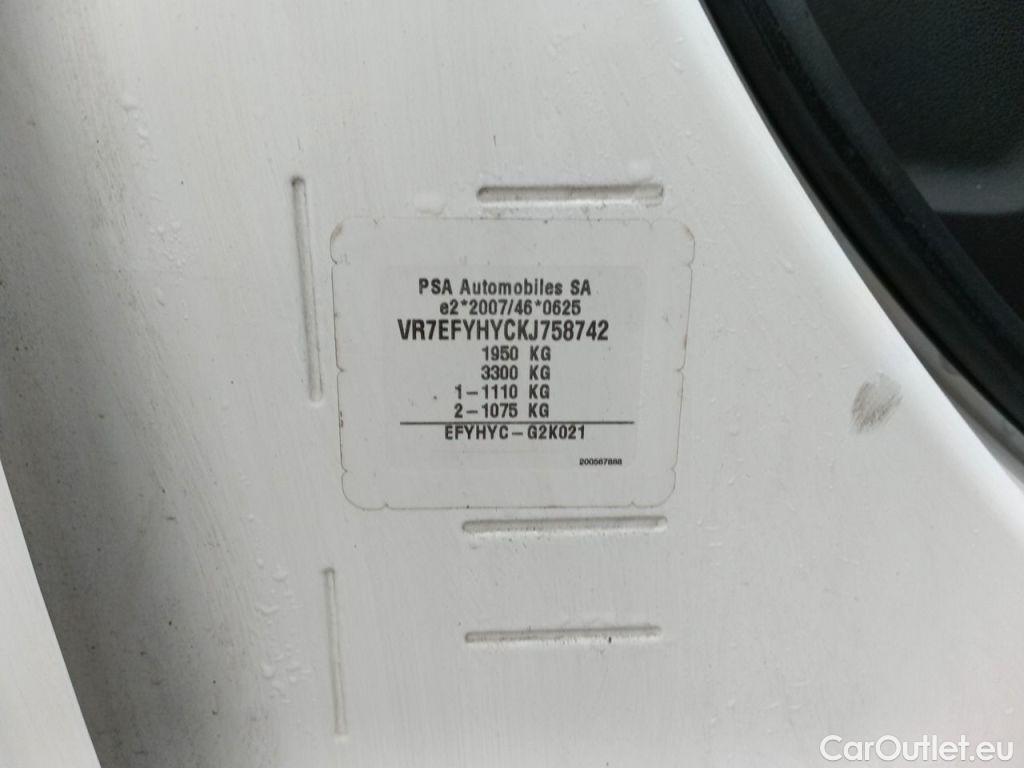 PSA Automobiles SA
e2*2007/46*0625
VR7EFYHYCKJ758742
1950 KG
3300 KG
1-1110 KG
2-1075 KG
EFYHYC-G2K021
200567888
CarOutlet.eu